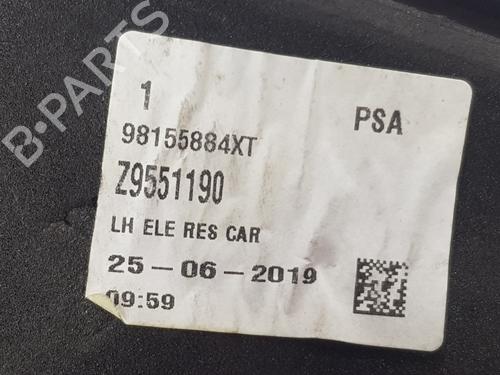 1
PSA
98155884XT
Z9551190
LH ELE RES CAR
25-06-2019
09:59
B-PARTS